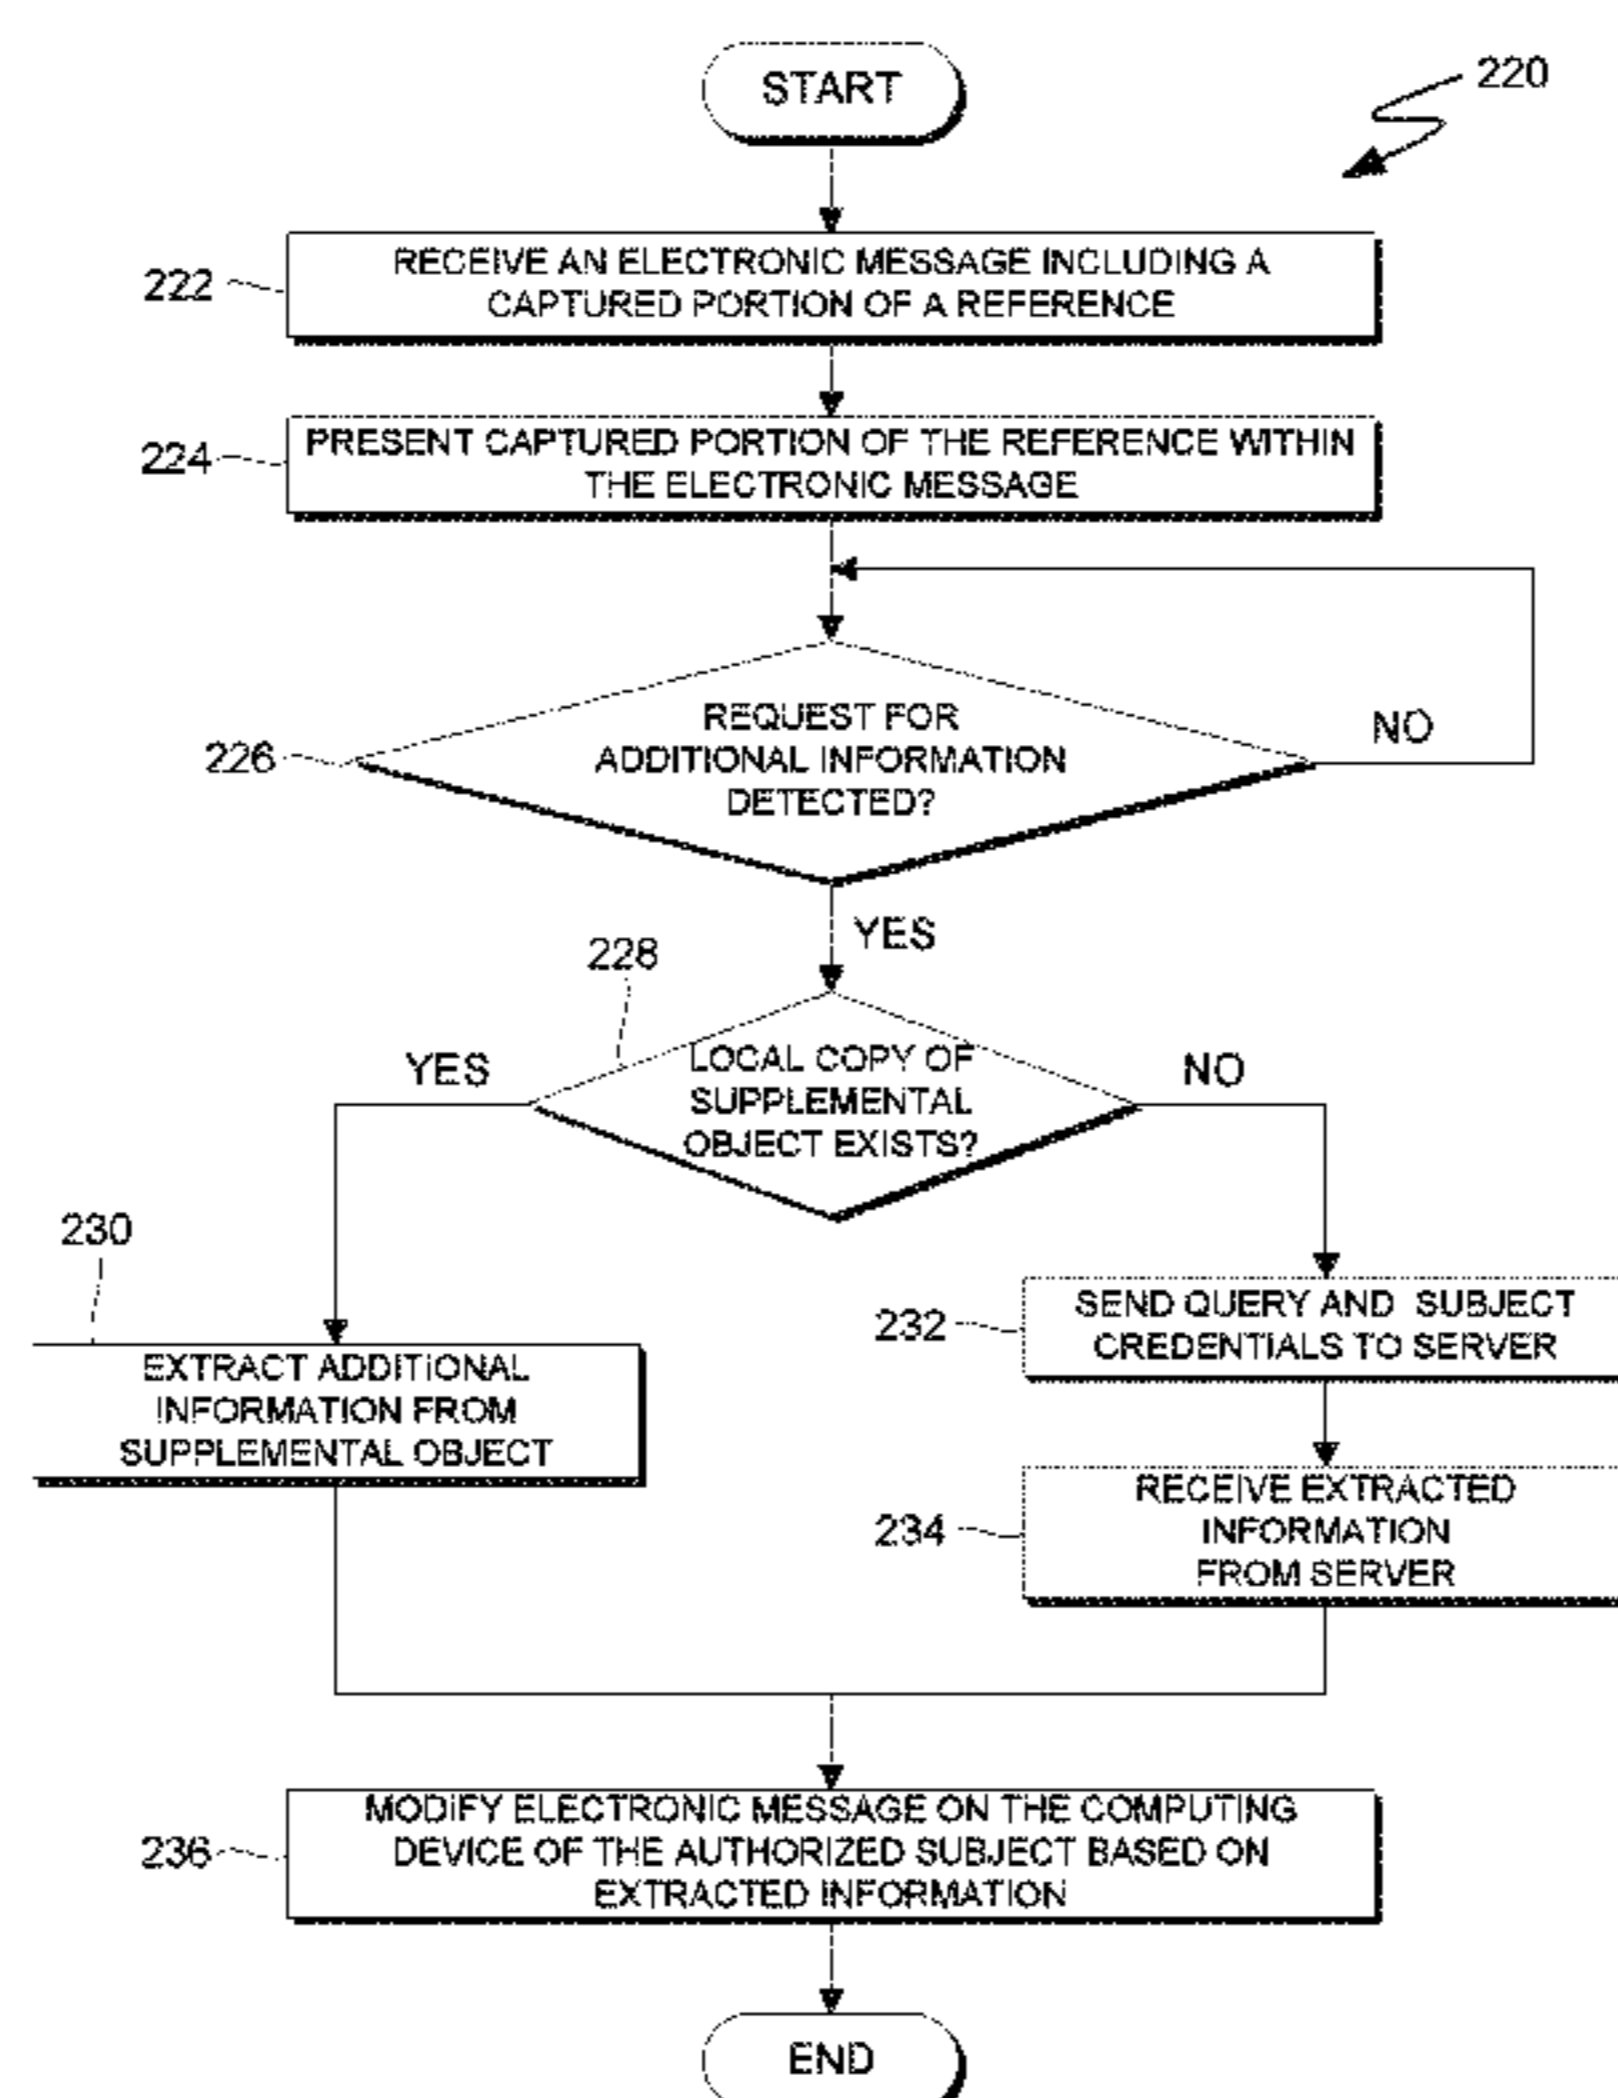 START
220
222
RECEIVE AN ELECTRONIC MESSAGE INCLUDING A
CAPTURED PORTION OF A REFERENCE
224
PRESENT CAPTURED PORTION OF THE REFERENCE WITHIN
THE ELECTRONIC MESSAGE
226
REQUEST FOR
ADDITIONAL INFORMATION
DETECTED?
NO
YES
228
LOCAL COPY OF
SUPPLEMENTAL
OBJECT EXISTS?
YES
NO
230
EXTRACT ADDITIONAL
INFORMATION FROM
SUPPLEMENTAL OBJECT
232
SEND QUERY AND SUBJECT
CREDENTIALS TO SERVER
234
RECEIVE EXTRACTED
INFORMATION
FROM SERVER
236
MODIFY ELECTRONIC MESSAGE ON THE COMPUTING
DEVICE OF THE AUTHORIZED SUBJECT BASED ON
EXTRACTED INFORMATION
END